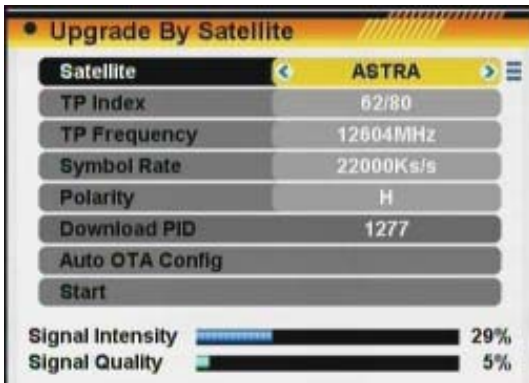 Upgrade By Satellite
Satellite ASTRA
TP Index 62/80
TP Frequency 12604MHz
Symbol Rate 22000Ks/s
Polarity H
Download PID 1277
Auto OTA Config
Start
Signal Intensity 29%
Signal Quality 5%